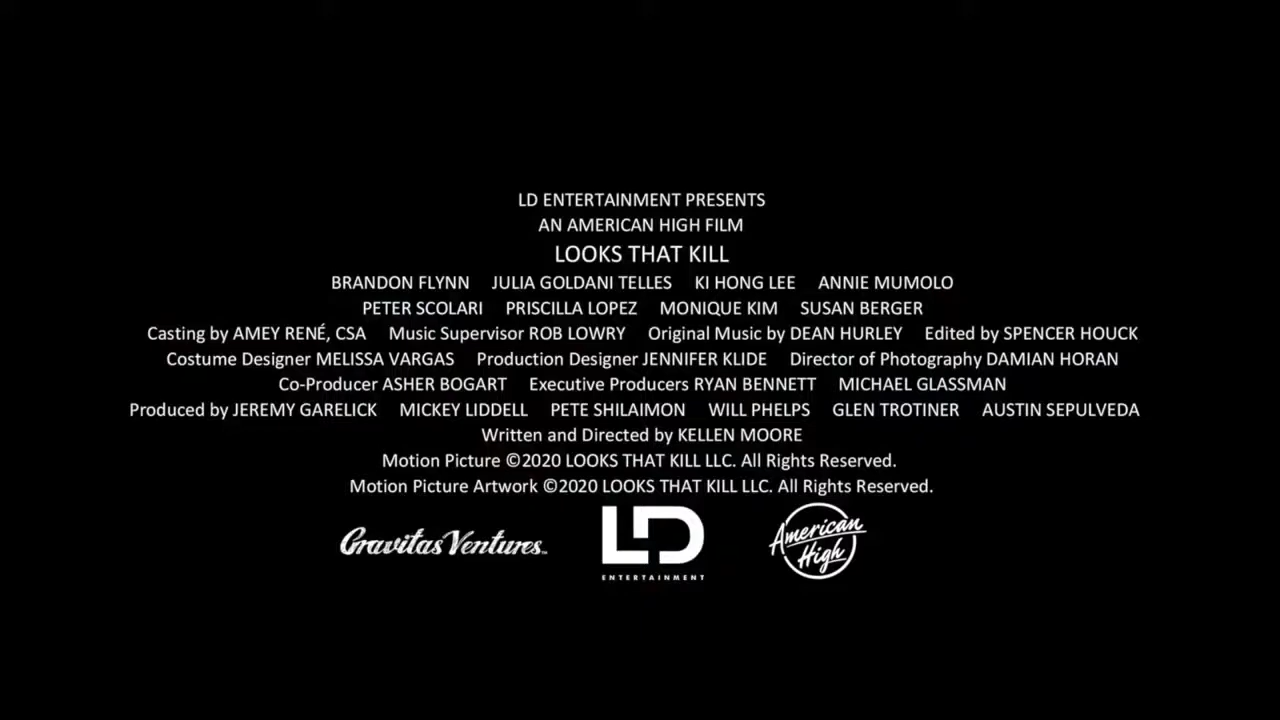 LD ENTERTAINMENT PRESENTS
AN AMERICAN HIGH FILM
LOOKS THAT KILL
BRANDON FLYNN JULIA GOLDANI TELLES KI HONG LEE ANNIE MUMOLO
PETER SCOLARI PRISCILLA LOPEZ MONIQUE KIM SUSAN BERGER
Casting by AMEY RENÉ, CSA Music Supervisor ROB LOWRY Original Music by DEAN HURLEY Edited by SPENCER HOUCK
Costume Designer MELISSA VARGAS Production Designer JENNIFER KLIDE Director of Photography DAMIAN HORAN
Co-Producer ASHER BOGART Executive Producers RYAN BENNETT MICHAEL GLASSMAN
Produced by JEREMY GARELICK MICKEY LIDDELL PETE SHILAIMON WILL PHELPS GLEN TROTINER AUSTIN SEPULVEDA
Written and Directed by KELLEN MOORE
Motion Picture ©2020 LOOKS THAT KILL LLC. All Rights Reserved.
Motion Picture Artwork ©2020 LOOKS THAT KILL LLC. All Rights Reserved.
Gravitas Ventures™
LD
ENTERTAINMENT
American
High